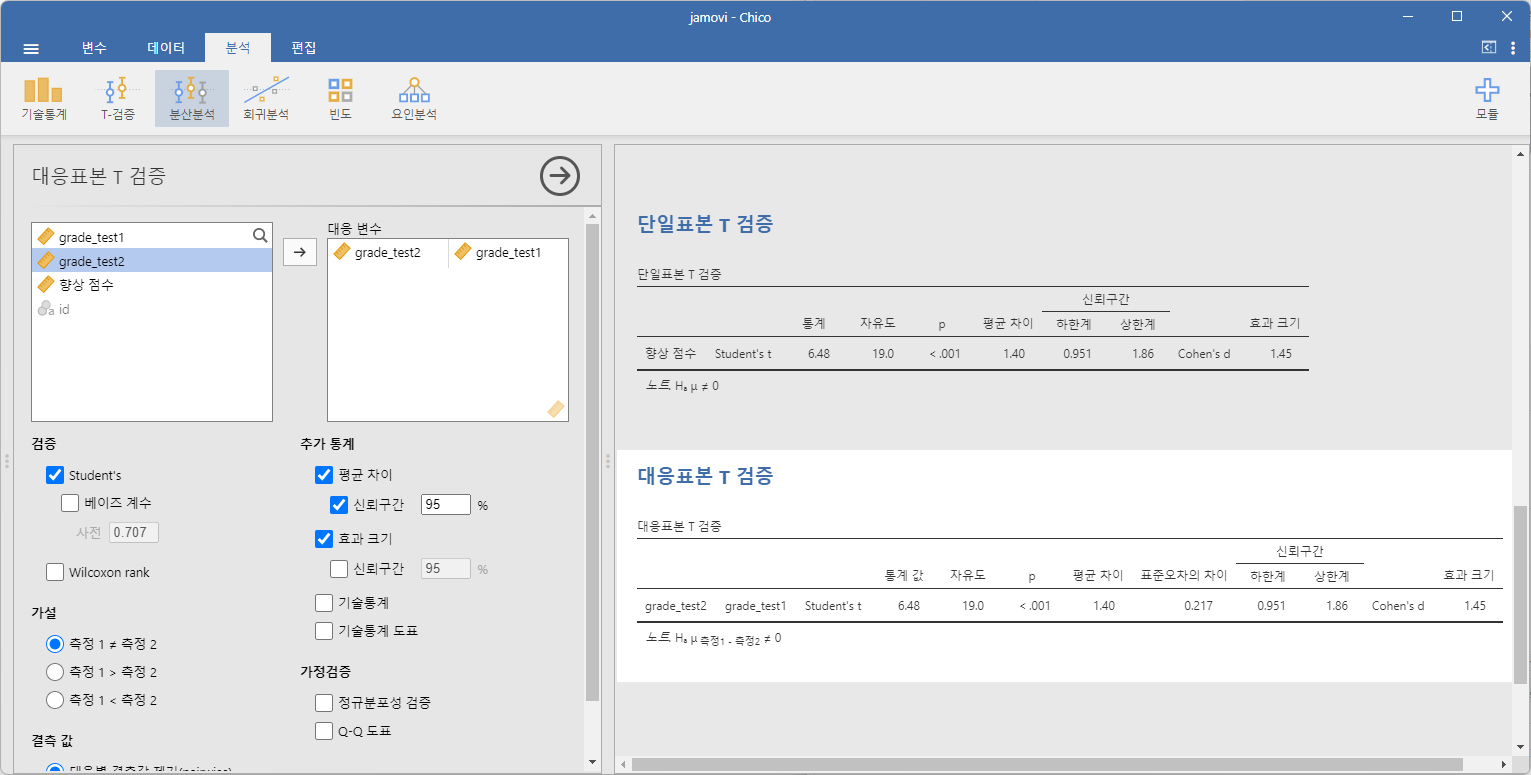 jamovi - Chico
변수 데이터 분석 편집
기술통계 T-검증 분산분석 회귀분석 빈도 요인분석 모듈
대응표본 T 검증
grade_test1
grade_test2
향상 점수
id
대응 변수
grade_test2 grade_test1
검증
Student's
베이즈 계수
사전 0.707
Wilcoxon rank
가설
측정 1 ≠ 측정 2
측정 1 > 측정 2
측정 1 < 측정 2
결측 값
추가 통계
평균 차이
신뢰구간 95 %
효과 크기
신뢰구간 95 %
기술통계
기술통계 도표
가정검증
정규분포성 검증
Q-Q 도표
단일표본 T 검증
단일표본 T 검증
신뢰구간
통계 자유도 p 평균 차이 하한계 상한계 효과 크기
향상 점수 Student's t 6.48 19.0 < .001 1.40 0.951 1.86 Cohen's d 1.45
노트. Hₐ μ ≠ 0
대응표본 T 검증
대응표본 T 검증
신뢰구간
통계 값 자유도 p 평균 차이 표준오차의 차이 하한계 상한계 효과 크기
grade_test2 grade_test1 Student's t 6.48 19.0 < .001 1.40 0.217 0.951 1.86 Cohen's d 1.45
노트. Hₐ μ 측정1 - 측정2 ≠ 0